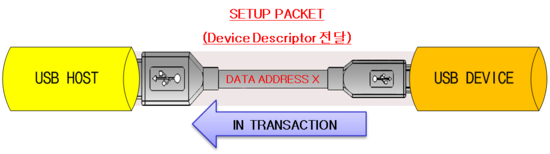 SETUP PACKET
(Device Descriptor 전달)
USB HOST
DATA ADDRESS X
USB DEVICE
IN TRANSACTION